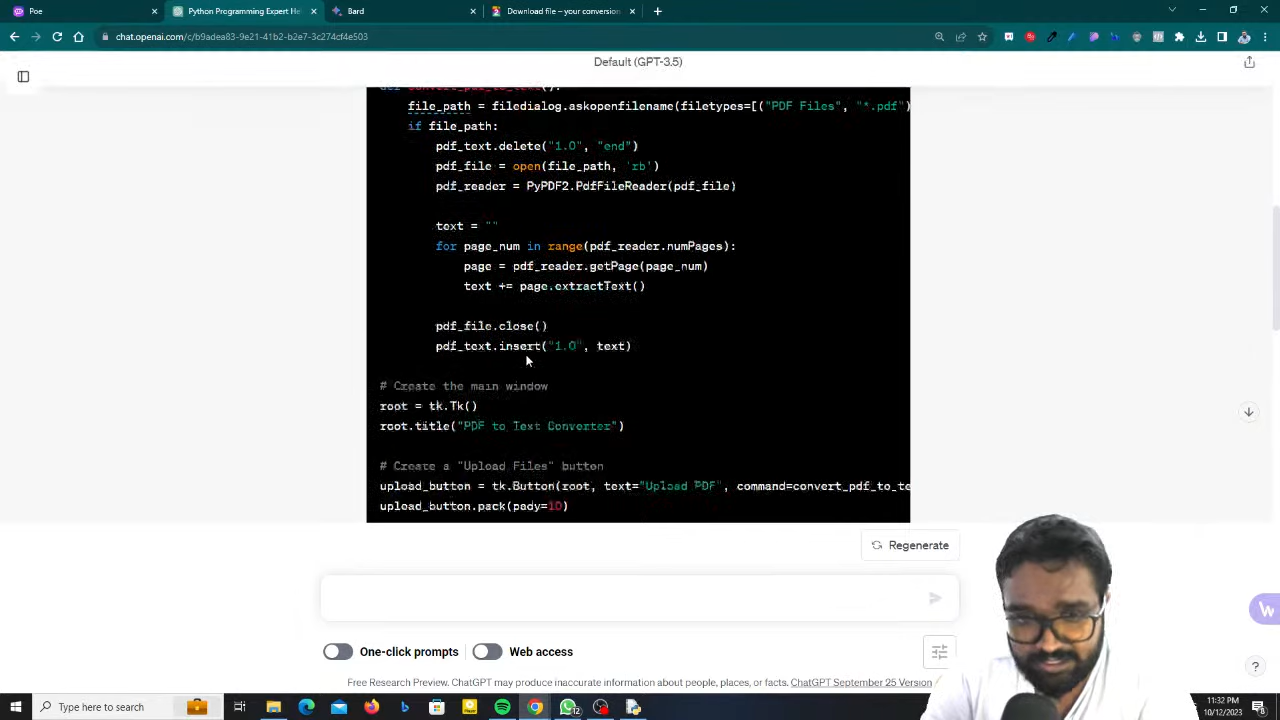 Poe
Python Programming Expert He
Bard
Download file – your conversion
chat.openai.com/c/b9adea83-9e21-41b2-b2e7-3c274cf4e503
Default (GPT-3.5)
def convert_pdf_to_text():
file_path = filedialog.askopenfilename(filetypes=[("PDF Files", "*.pdf")
if file_path:
pdf_text.delete("1.0", "end")
pdf_file = open(file_path, 'rb')
pdf_reader = PyPDF2.PdfFileReader(pdf_file)
text = ""
for page_num in range(pdf_reader.numPages):
page = pdf_reader.getPage(page_num)
text += page.extractText()
pdf_file.close()
pdf_text.insert("1.0", text)
# Create the main window
root = tk.Tk()
root.title("PDF to Text Converter")
# Create a "Upload Files" button
upload_button = tk.Button(root, text="Upload PDF", command=convert_pdf_to_te
upload_button.pack(pady=10)
Regenerate
One-click prompts
Web access
Free Research Preview. ChatGPT may produce inaccurate information about people, places, or facts. ChatGPT September 25 Version
Type here to search
11:32 PM
10/12/2023